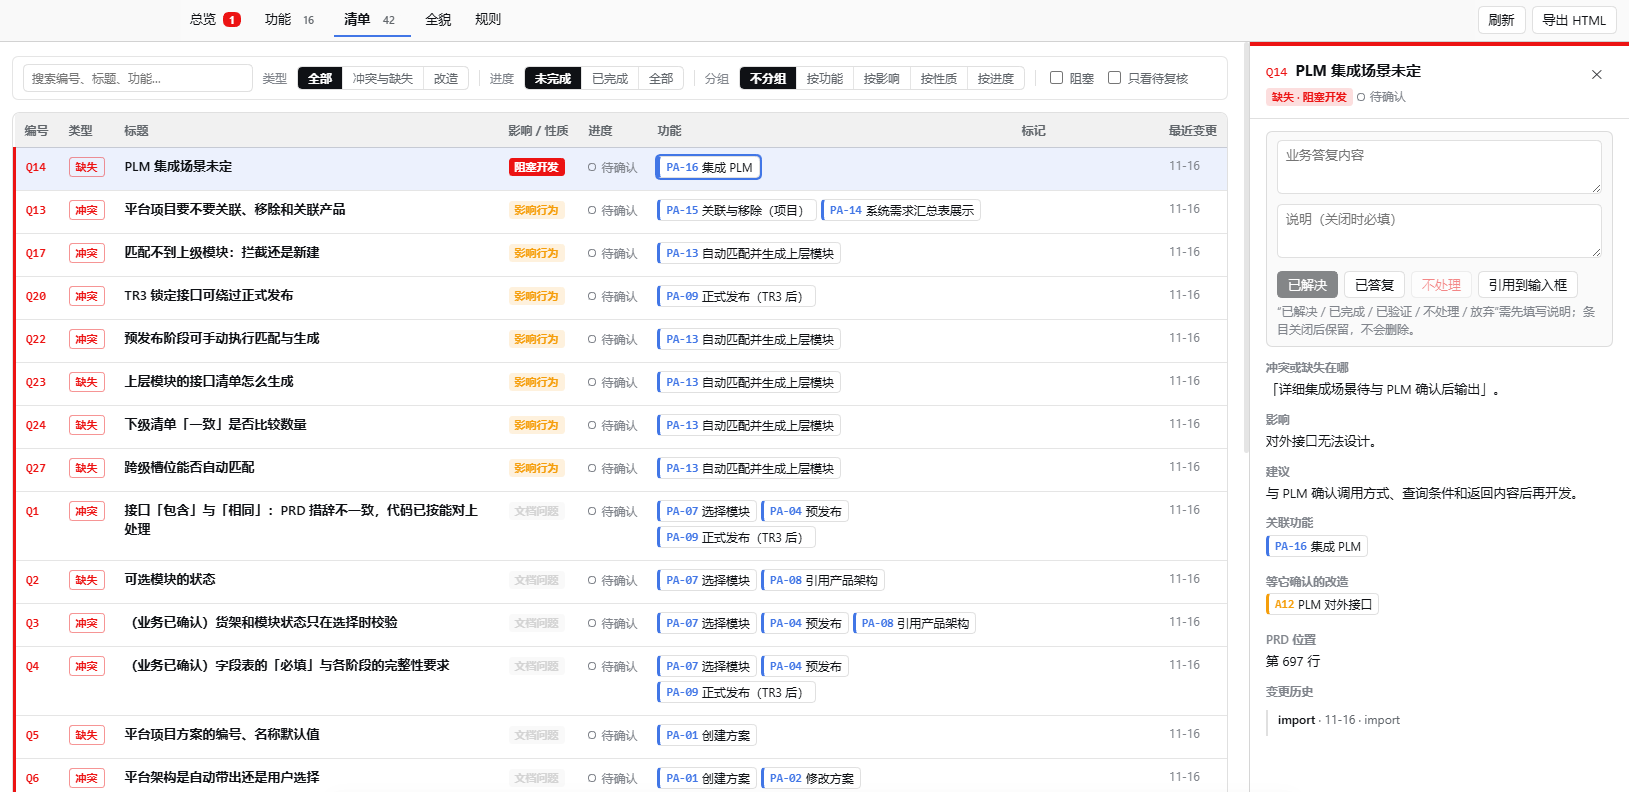 总览 1 功能 16 清单 42 全貌 规则 刷新 导出 HTML
搜索编号、标题、功能... 类型 全部 冲突与缺失 改造 进度 未完成 已完成 全部 分组 不分组 按功能 按影响 按性质 按进度 阻塞 只看待复核
编号 类型 标题 影响 / 性质 进度 功能 标记 最近变更
Q14 缺失 PLM 集成场景未定 阻塞开发 待确认 PA-16 集成 PLM 11-16
Q13 冲突 平台项目要不要关联、移除和关联产品 影响行为 待确认 PA-15 关联与移除（项目） PA-14 系统需求汇总表展示 11-16
Q17 冲突 匹配不到上级模块：拦截还是新建 影响行为 待确认 PA-13 自动匹配并生成上层模块 11-16
Q20 冲突 TR3 锁定接口可绕过正式发布 影响行为 待确认 PA-09 正式发布（TR3 后） 11-16
Q22 冲突 预发布阶段可手动执行匹配与生成 影响行为 待确认 PA-13 自动匹配并生成上层模块 11-16
Q23 缺失 上层模块的接口清单怎么生成 影响行为 待确认 PA-13 自动匹配并生成上层模块 11-16
Q24 缺失 下级清单「一致」是否比较数量 影响行为 待确认 PA-13 自动匹配并生成上层模块 11-16
Q27 缺失 跨级槽位能否自动匹配 影响行为 待确认 PA-13 自动匹配并生成上层模块 11-16
Q1 冲突 接口「包含」与「相同」：PRD 措辞不一致，代码已按能对上 文档问题 待确认 PA-07 选择模块 PA-04 预发布 11-16
处理 PA-09 正式发布（TR3 后）
Q2 缺失 可选模块的状态 文档问题 待确认 PA-07 选择模块 PA-08 引用产品架构 11-16
Q3 冲突 （业务已确认）货架和模块状态只在选择时校验 文档问题 待确认 PA-07 选择模块 PA-04 预发布 PA-08 引用产品架构 11-16
Q4 冲突 （业务已确认）字段表的「必填」与各阶段的完整性要求 文档问题 待确认 PA-07 选择模块 PA-04 预发布 11-16
PA-09 正式发布（TR3 后）
Q5 缺失 平台项目方案的编号、名称默认值 文档问题 待确认 PA-01 创建方案 11-16
Q6 冲突 平台架构是自动带出还是用户选择 文档问题 待确认 PA-01 创建方案 PA-02 修改方案 11-16
Q14 PLM 集成场景未定
缺失 · 阻塞开发 待确认
业务答复内容
说明（关闭时必填）
已解决 已答复 不处理 引用到输入框
“已解决 / 已完成 / 已验证 / 不处理 / 放弃”需先填写说明；条
目关闭后保留，不会删除。
冲突或缺失在哪
「详细集成场景待与 PLM 确认后输出」。
影响
对外接口无法设计。
建议
与 PLM 确认调用方式、查询条件和返回内容后再开发。
关联功能
PA-16 集成 PLM
等它确认的改造
A12 PLM 对外接口
PRD 位置
第 697 行
变更历史
import · 11-16 · import